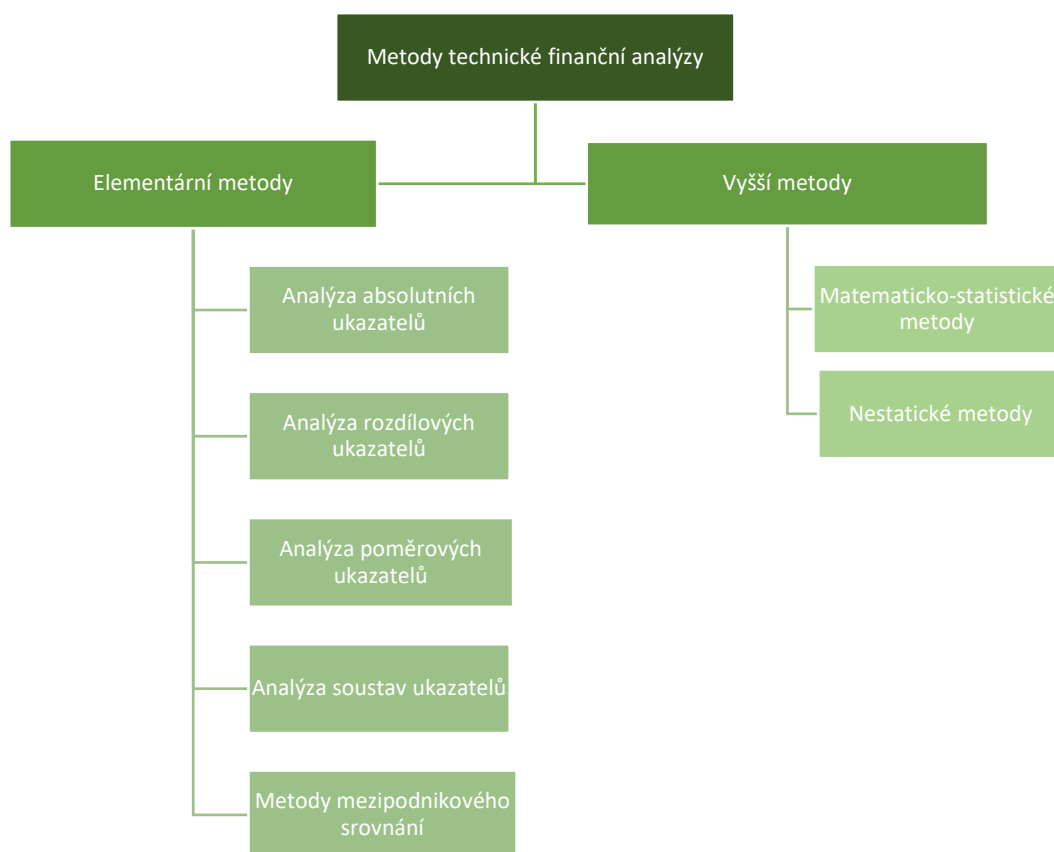 Metody technické finanční analýzy
Elementární metody
Vyšší metody
Analýza absolutních
ukazatelů
Analýza rozdílových
ukazatelů
Analýza poměrových
ukazatelů
Analýza soustav ukazatelů
Metody mezipodnikového
srovnání
Matematicko-statistické
metody
Nestatické metody